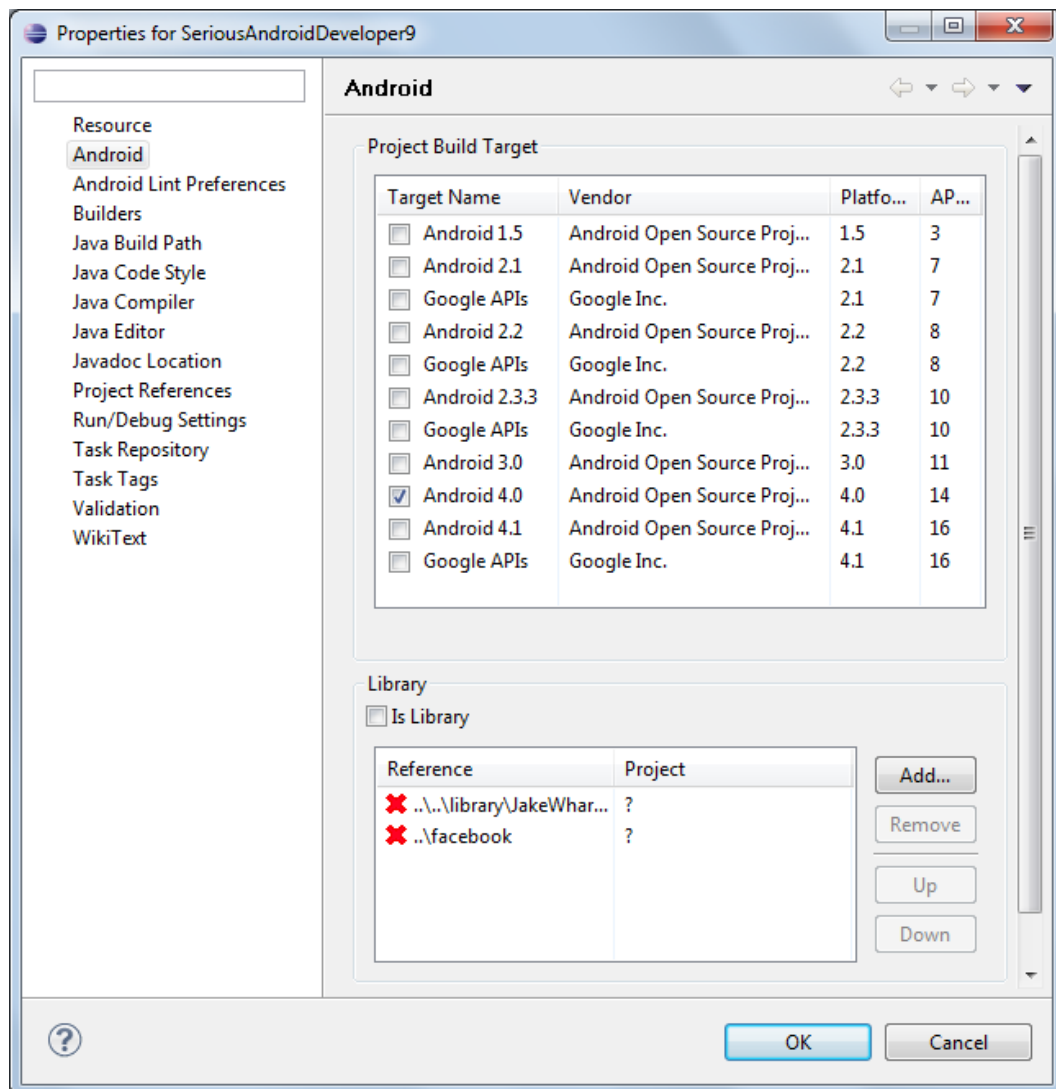 Properties for SeriousAndroidDeveloper9
Resource
Android
Android Lint Preferences
Builders
Java Build Path
Java Code Style
Java Compiler
Java Editor
Javadoc Location
Project References
Run/Debug Settings
Task Repository
Task Tags
Validation
WikiText
Android
Project Build Target
Target Name Vendor Platfo... AP...
Android 1.5 Android Open Source Proj... 1.5 3
Android 2.1 Android Open Source Proj... 2.1 7
Google APIs Google Inc. 2.1 7
Android 2.2 Android Open Source Proj... 2.2 8
Google APIs Google Inc. 2.2 8
Android 2.3.3 Android Open Source Proj... 2.3.3 10
Google APIs Google Inc. 2.3.3 10
Android 3.0 Android Open Source Proj... 3.0 11
Android 4.0 Android Open Source Proj... 4.0 14
Android 4.1 Android Open Source Proj... 4.1 16
Google APIs Google Inc. 4.1 16
Library
Is Library
Reference Project
..\..\library\JakeWhar... ?
..\facebook ?
Add...
Remove
Up
Down
?
OK Cancel